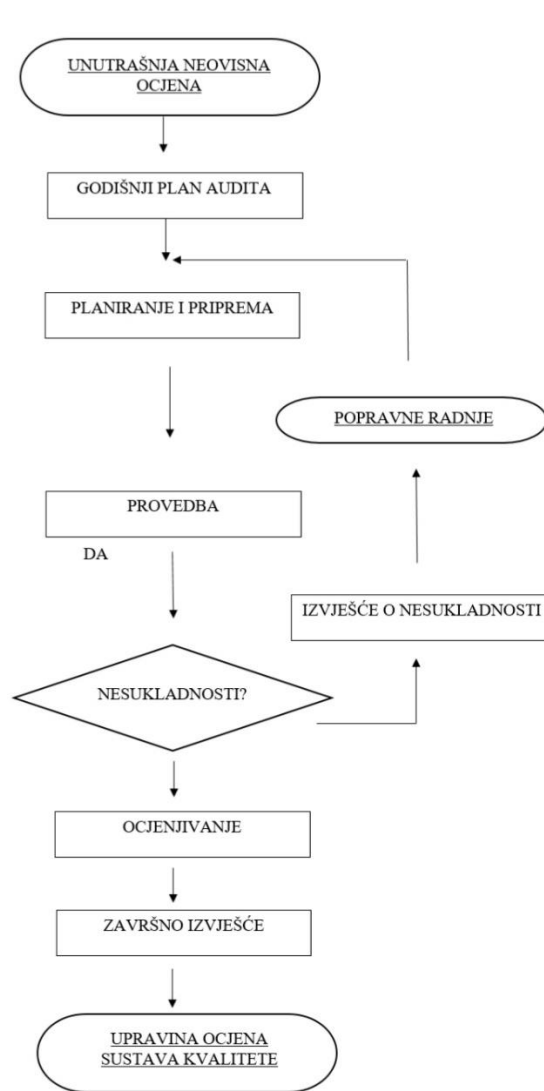 UNUTRAŠNJA NEOVISNA
OCJENA
GODIŠNJI PLAN AUDITA
PLANIRANJE I PRIPREMA
POPRAVNE RADNJE
PROVEDBA
DA
IZVJEŠĆE O NESUKLADNOSTI
NESUKLADNOSTI?
OCJENJIVANJE
ZAVRŠNO IZVJEŠĆE
UPRAVINA OCJENA
SUSTAVA KVALITETE